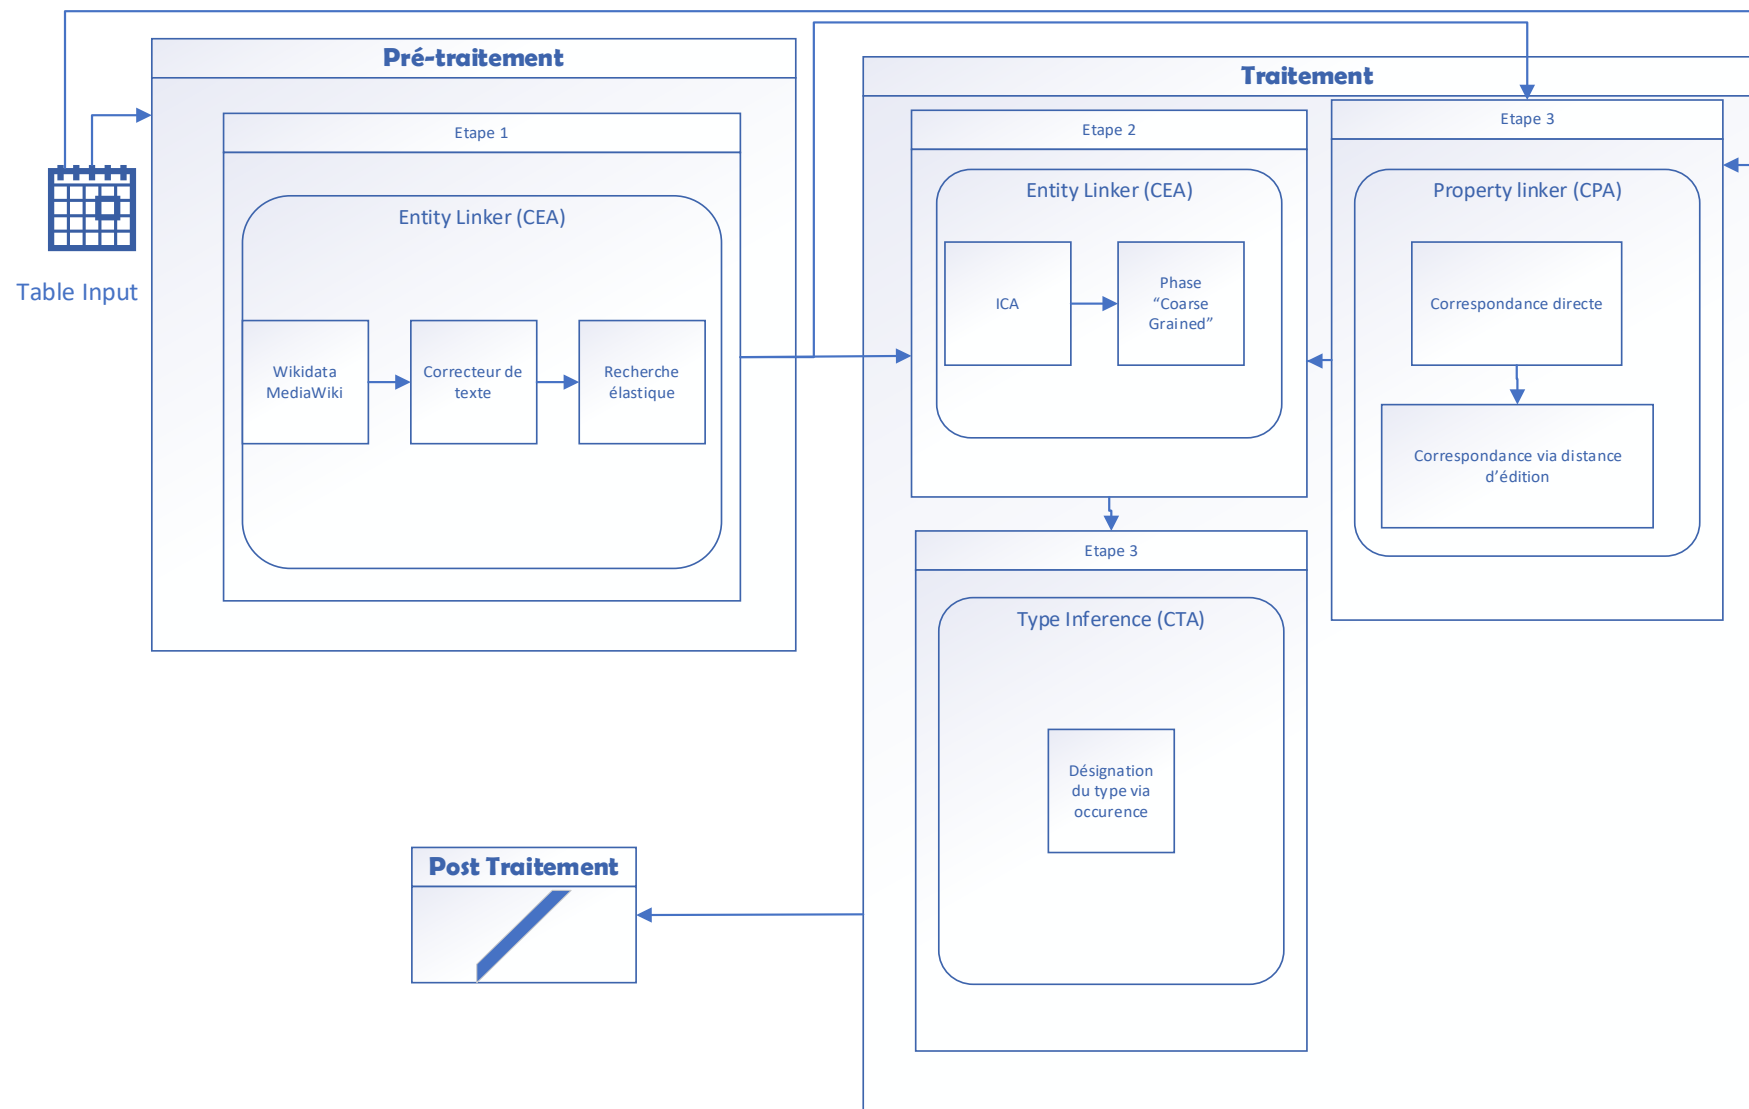 Pré-traitement
Traitement
Etape 1
Etape 2
Etape 3
Table Input
Entity Linker (CEA)
Wikidata
MediaWiki
Correcteur de
texte
Recherche
élastique
Entity Linker (CEA)
ICA
Phase
“Coarse
Grained”
Property linker (CPA)
Correspondance directe
Correspondance via distance
d’édition
Etape 3
Type Inference (CTA)
Désignation
du type via
occurence
Post Traitement